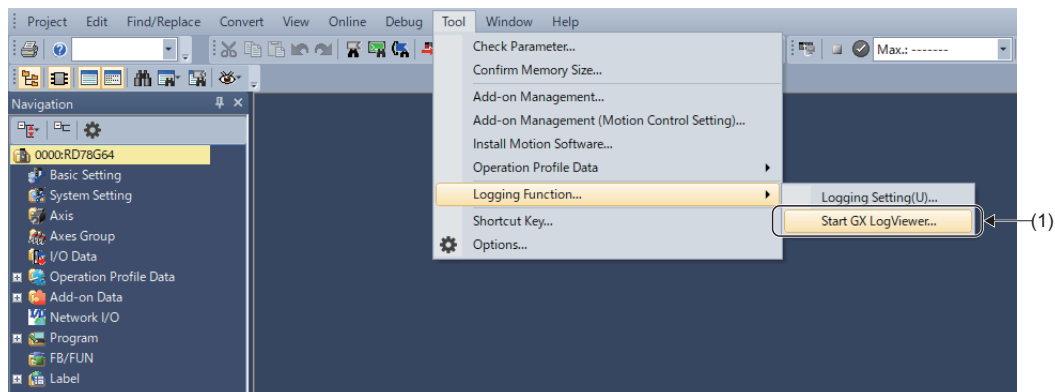 Project Edit Find/Replace Convert View Online Debug Tool Window Help
Max.: -------
Navigation
0000:RD78G64
Basic Setting
System Setting
Axis
Axes Group
I/O Data
Operation Profile Data
Add-on Data
Network I/O
Program
FB/FUN
Label
Check Parameter...
Confirm Memory Size...
Add-on Management...
Add-on Management (Motion Control Setting)...
Install Motion Software...
Operation Profile Data
Logging Function...
Shortcut Key...
Options...
Logging Setting(U)...
Start GX LogViewer...
(1)